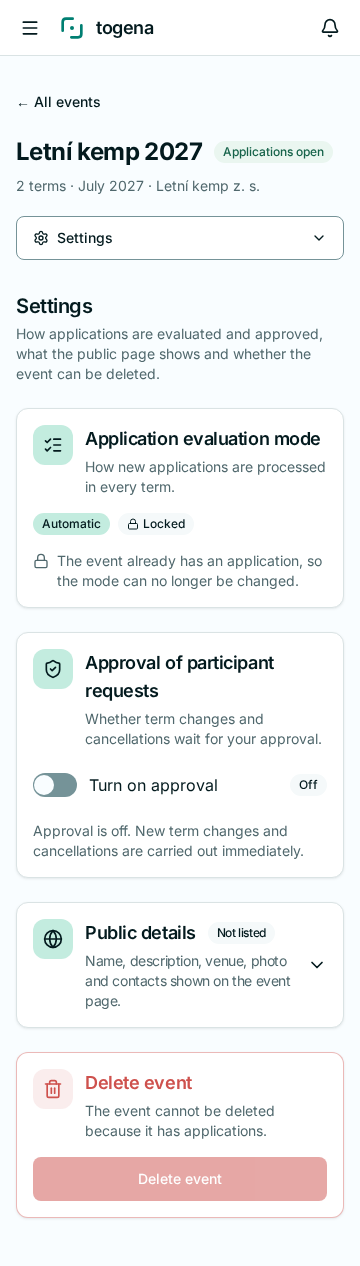 togena
← All events
Letní kemp 2027 Applications open
2 terms · July 2027 · Letní kemp z. s.
Settings
Settings
How applications are evaluated and approved,
what the public page shows and whether the
event can be deleted.
Application evaluation mode
How new applications are processed
in every term.
Automatic Locked
The event already has an application, so
the mode can no longer be changed.
Approval of participant
requests
Whether term changes and
cancellations wait for your approval.
Turn on approval Off
Approval is off. New term changes and
cancellations are carried out immediately.
Public details Not listed
Name, description, venue, photo
and contacts shown on the event
page.
Delete event
The event cannot be deleted
because it has applications.
Delete event